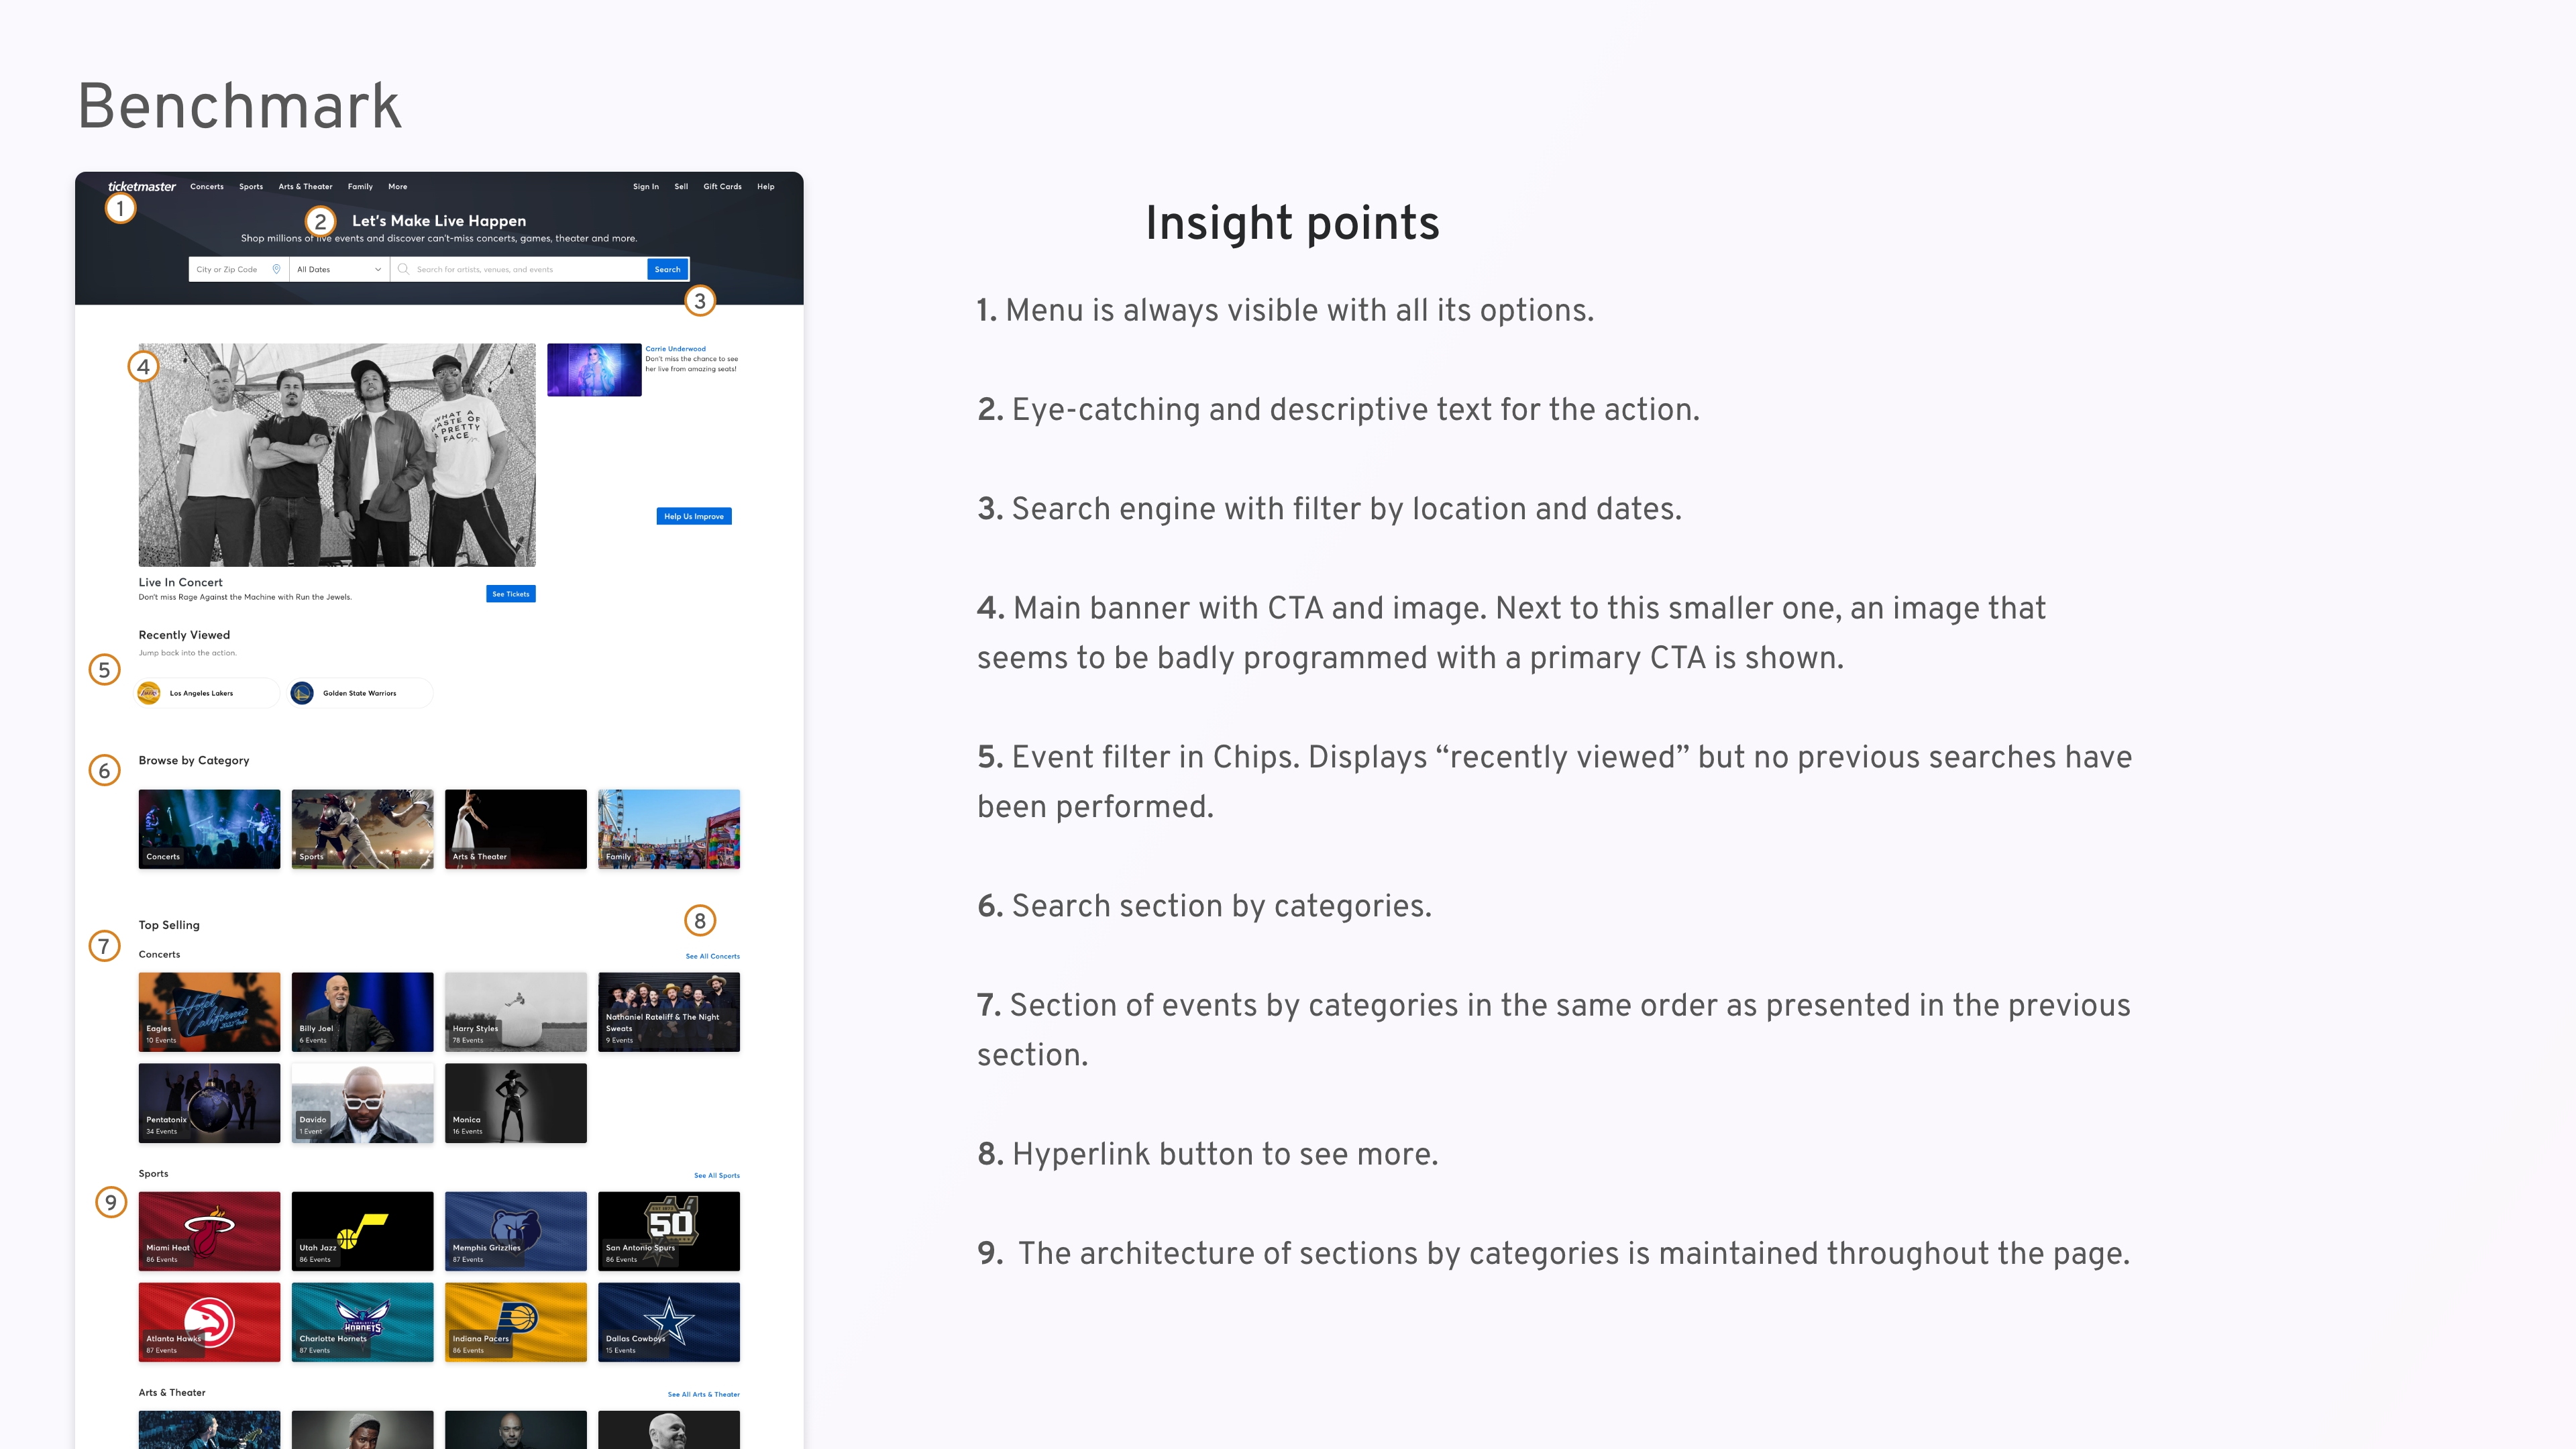 Benchmark
ticketmaster Concerts Sports Arts & Theater Family More Sign In Sell Gift Cards Help
1
2 Let's Make Live Happen
Shop millions of live events and discover can't-miss concerts, games, theater and more.
City or Zip Code All Dates Search for artists, venues, and events Search
3
4
Carrie Underwood
Don't miss the chance to see
her live from amazing seats!
WHAT A
WASTE OF
A PRETTY
FACE
Help Us Improve
Live In Concert
Don't miss Rage Against the Machine with Run the Jewels.
See Tickets
Recently Viewed
Jump back into the action.
5
Los Angeles Lakers Golden State Warriors
6
Browse by Category
Concerts Sports Arts & Theater Family
8
Top Selling
7
Concerts See All Concerts
Hotel California
Eagles
10 Events
Billy Joel
6 Events
Harry Styles
78 Events
Nathaniel Rateliff & The Night
Sweats
9 Events
Pentatonix
34 Events
Davido
1 Event
Monica
16 Events
Sports See All Sports
9
Miami Heat
86 Events
Utah Jazz
86 Events
Memphis Grizzlies
87 Events
50
San Antonio Spurs
86 Events
Atlanta Hawks
87 Events
HORNETS
Charlotte Hornets
87 Events
Indiana Pacers
86 Events
Dallas Cowboys
15 Events
Arts & Theater See All Arts & Theater
Insight points
1. Menu is always visible with all its options.
2. Eye-catching and descriptive text for the action.
3. Search engine with filter by location and dates.
4. Main banner with CTA and image. Next to this smaller one, an image that
seems to be badly programmed with a primary CTA is shown.
5. Event filter in Chips. Displays “recently viewed” but no previous searches have
been performed.
6. Search section by categories.
7. Section of events by categories in the same order as presented in the previous
section.
8. Hyperlink button to see more.
9. The architecture of sections by categories is maintained throughout the page.